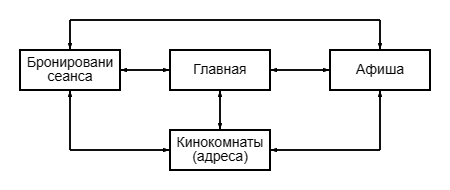 Бронировани
сеанса
Главная
Афиша
Кинокомнаты
(адреса)